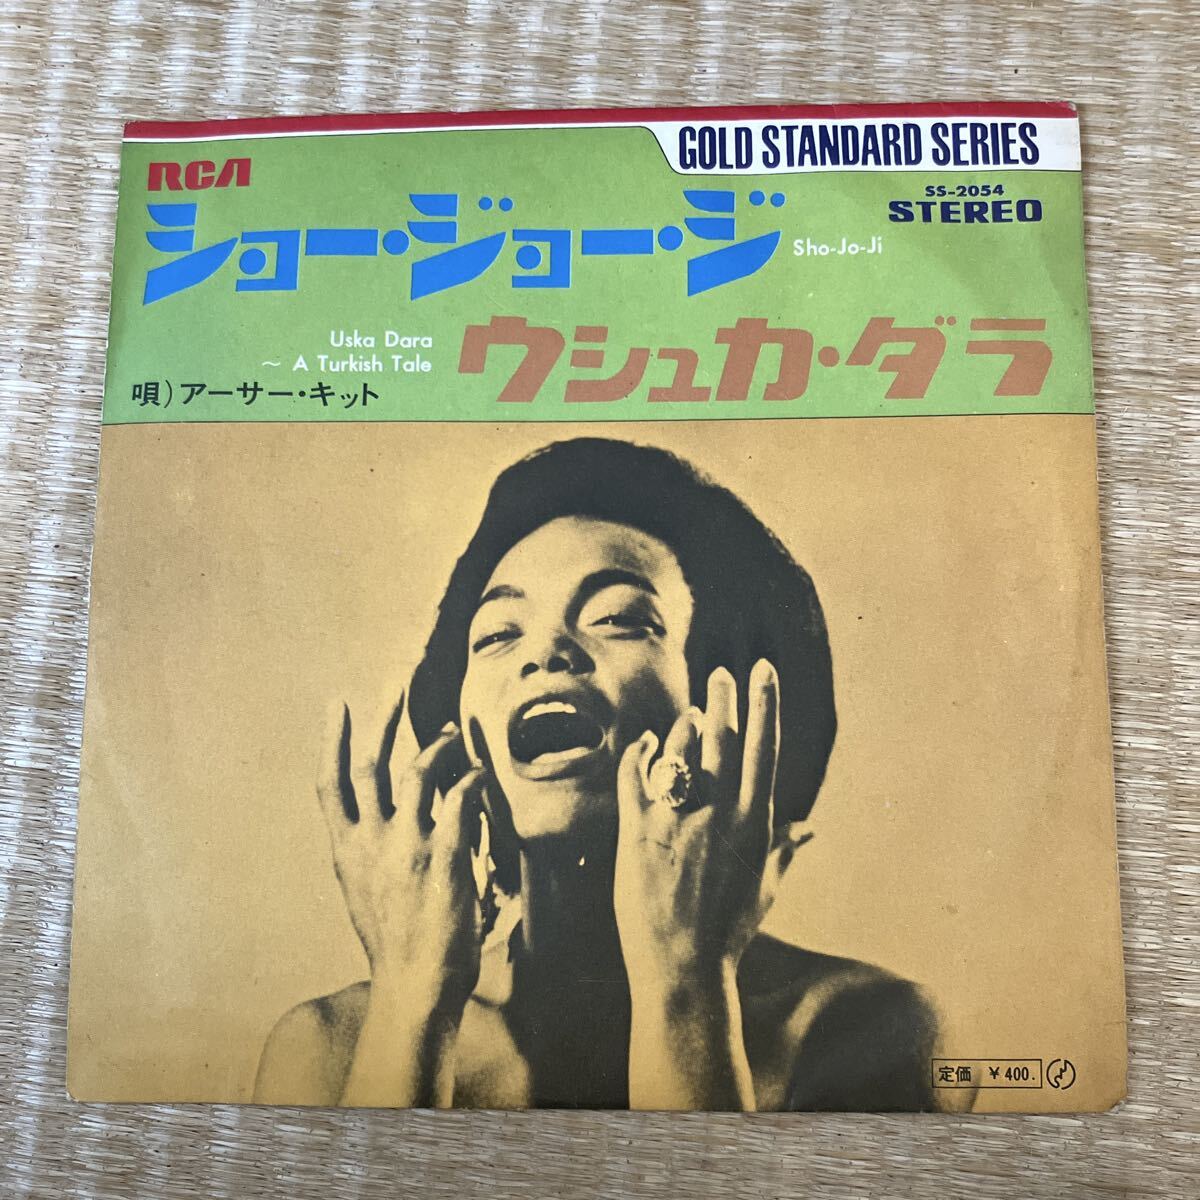 GOLD STANDARD SERIES
RCA
SS-2054
STEREO
ショー・ジョー・ジ
Sho-Jo-Ji
Uska Dara
～ A Turkish Tale
ウシュカ・ダラ
唄）アーサー・キット
定価 ￥400.